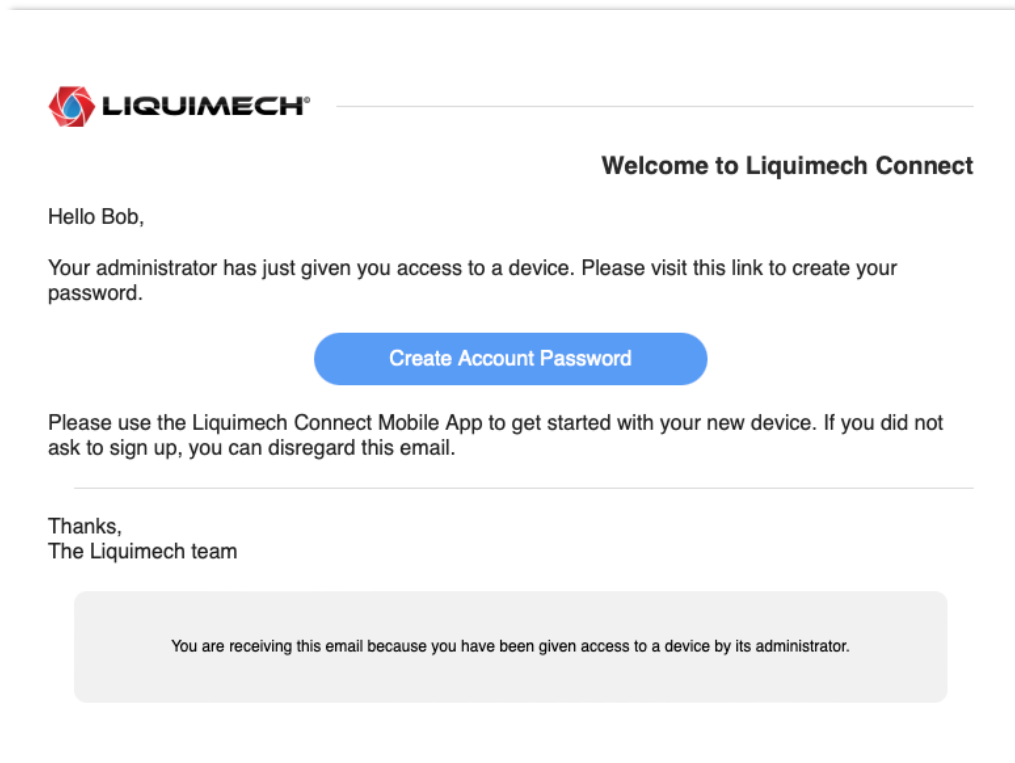 LIQUIMECH®
Welcome to Liquimech Connect
Hello Bob,
Your administrator has just given you access to a device. Please visit this link to create your
password.
Create Account Password
Please use the Liquimech Connect Mobile App to get started with your new device. If you did not
ask to sign up, you can disregard this email.
Thanks,
The Liquimech team
You are receiving this email because you have been given access to a device by its administrator.